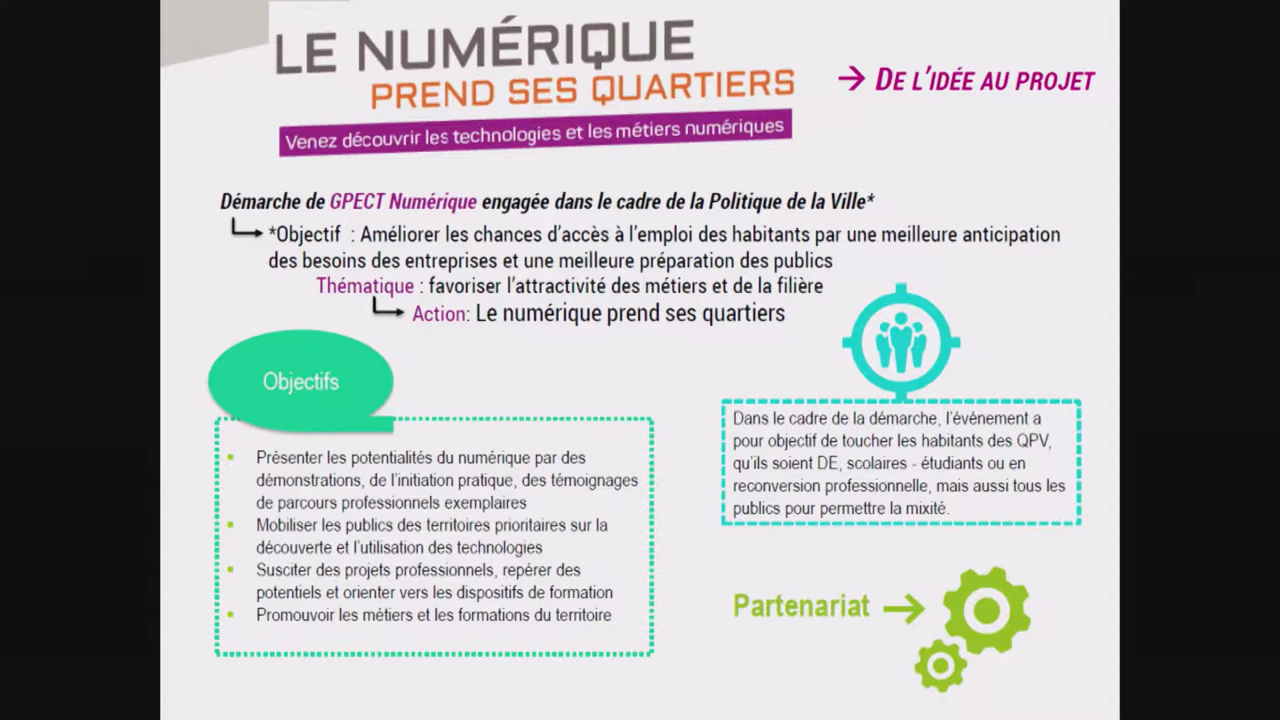 LE NUMÉRIQUE
PREND SES QUARTIERS
Venez découvrir les technologies et les métiers numériques
→ DE L'IDÉE AU PROJET
Démarche de GPECT Numérique engagée dans le cadre de la Politique de la Ville*
*Objectif : Améliorer les chances d'accès à l'emploi des habitants par une meilleure anticipation
des besoins des entreprises et une meilleure préparation des publics
Thématique : favoriser l'attractivité des métiers et de la filière
Action: Le numérique prend ses quartiers
Objectifs
Présenter les potentialités du numérique par des
démonstrations, de l'initiation pratique, des témoignages
de parcours professionnels exemplaires
Mobiliser les publics des territoires prioritaires sur la
découverte et l'utilisation des technologies
Susciter des projets professionnels, repérer des
potentiels et orienter vers les dispositifs de formation
Promouvoir les métiers et les formations du territoire
Dans le cadre de la démarche, l'événement a
pour objectif de toucher les habitants des QPV,
qu'ils soient DE, scolaires - étudiants ou en
reconversion professionnelle, mais aussi tous les
publics pour permettre la mixité.
Partenariat